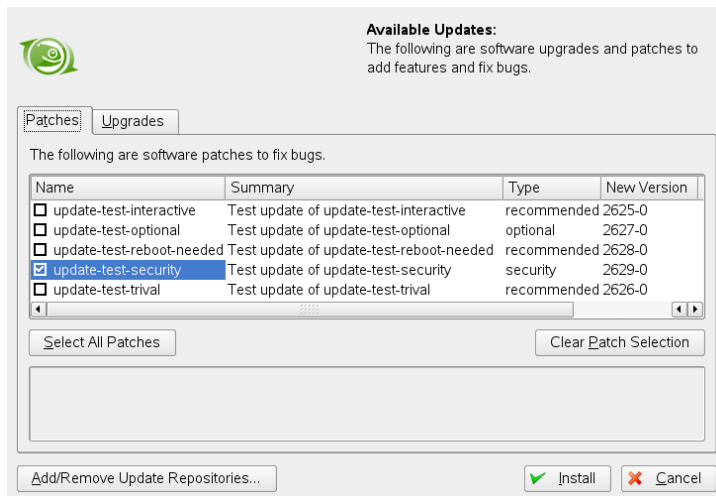 Available Updates:
The following are software upgrades and patches to
add features and fix bugs.
Patches Upgrades
The following are software patches to fix bugs.
Name Summary Type New Version
update-test-interactive Test update of update-test-interactive recommended 2625-0
update-test-optional Test update of update-test-optional optional 2627-0
update-test-reboot-needed Test update of update-test-reboot-needed recommended 2628-0
update-test-security Test update of update-test-security security 2629-0
update-test-trival Test update of update-test-trival recommended 2626-0
Select All Patches Clear Patch Selection
Add/Remove Update Repositories... Install Cancel